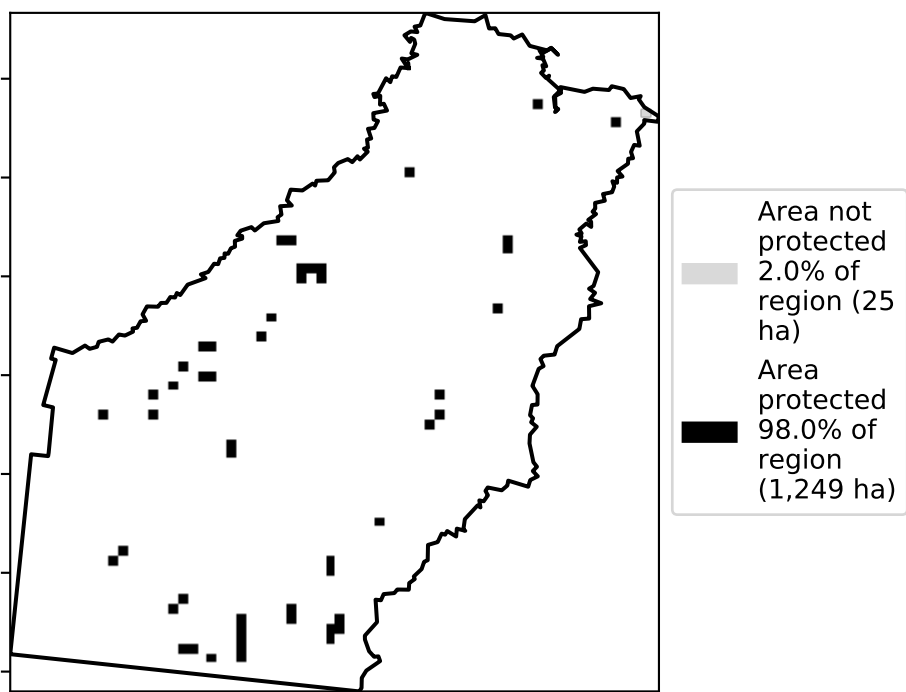 Area not
protected
2.0% of
region (25
ha)
Area
protected
98.0% of
region
(1,249 ha)